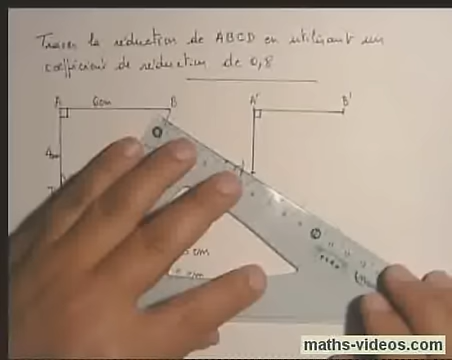 Tracer la réduction de ABCD en utilisant un
coefficient de réduction de 0,8
A 6cm B A' B'
4cm
cm
maths-videos.com